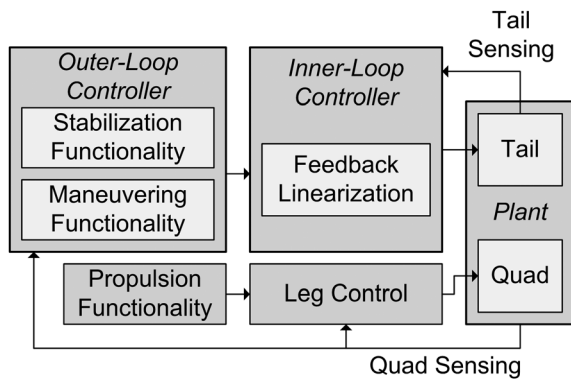 Tail
Sensing
Outer-Loop
Controller
Stabilization
Functionality
Maneuvering
Functionality
Inner-Loop
Controller
Feedback
Linearization
Tail
Plant
Quad
Propulsion
Functionality
Leg Control
Quad Sensing